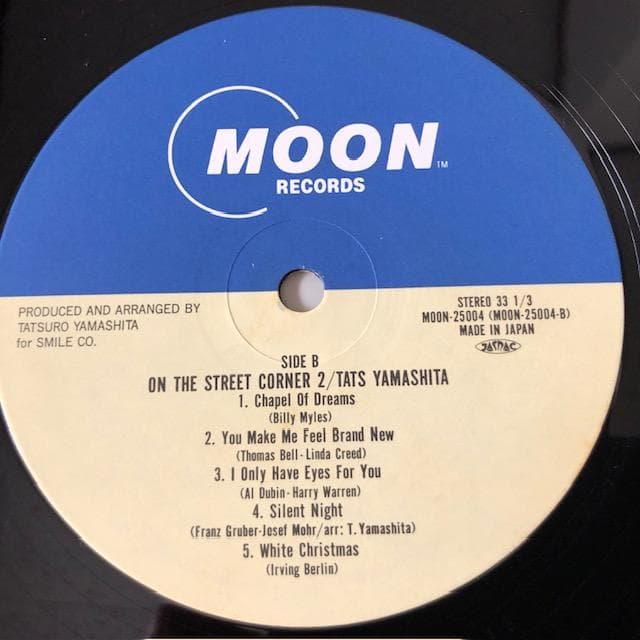 MOON TM
RECORDS
PRODUCED AND ARRANGED BY
TATSURO YAMASHITA
for SMILE CO.
STEREO 33 1/3
MOON-25004 (MOON-25004-B)
MADE IN JAPAN
JASRAC
SIDE B
ON THE STREET CORNER 2/TATS YAMASHITA
1. Chapel Of Dreams
(Billy Myles)
2. You Make Me Feel Brand New
(Thomas Bell-Linda Creed)
3. I Only Have Eyes For You
(Al Dubin-Harry Warren)
4. Silent Night
(Franz Gruber-Josef Mohr/arr: T.Yamashita)
5. White Christmas
(Irving Berlin)